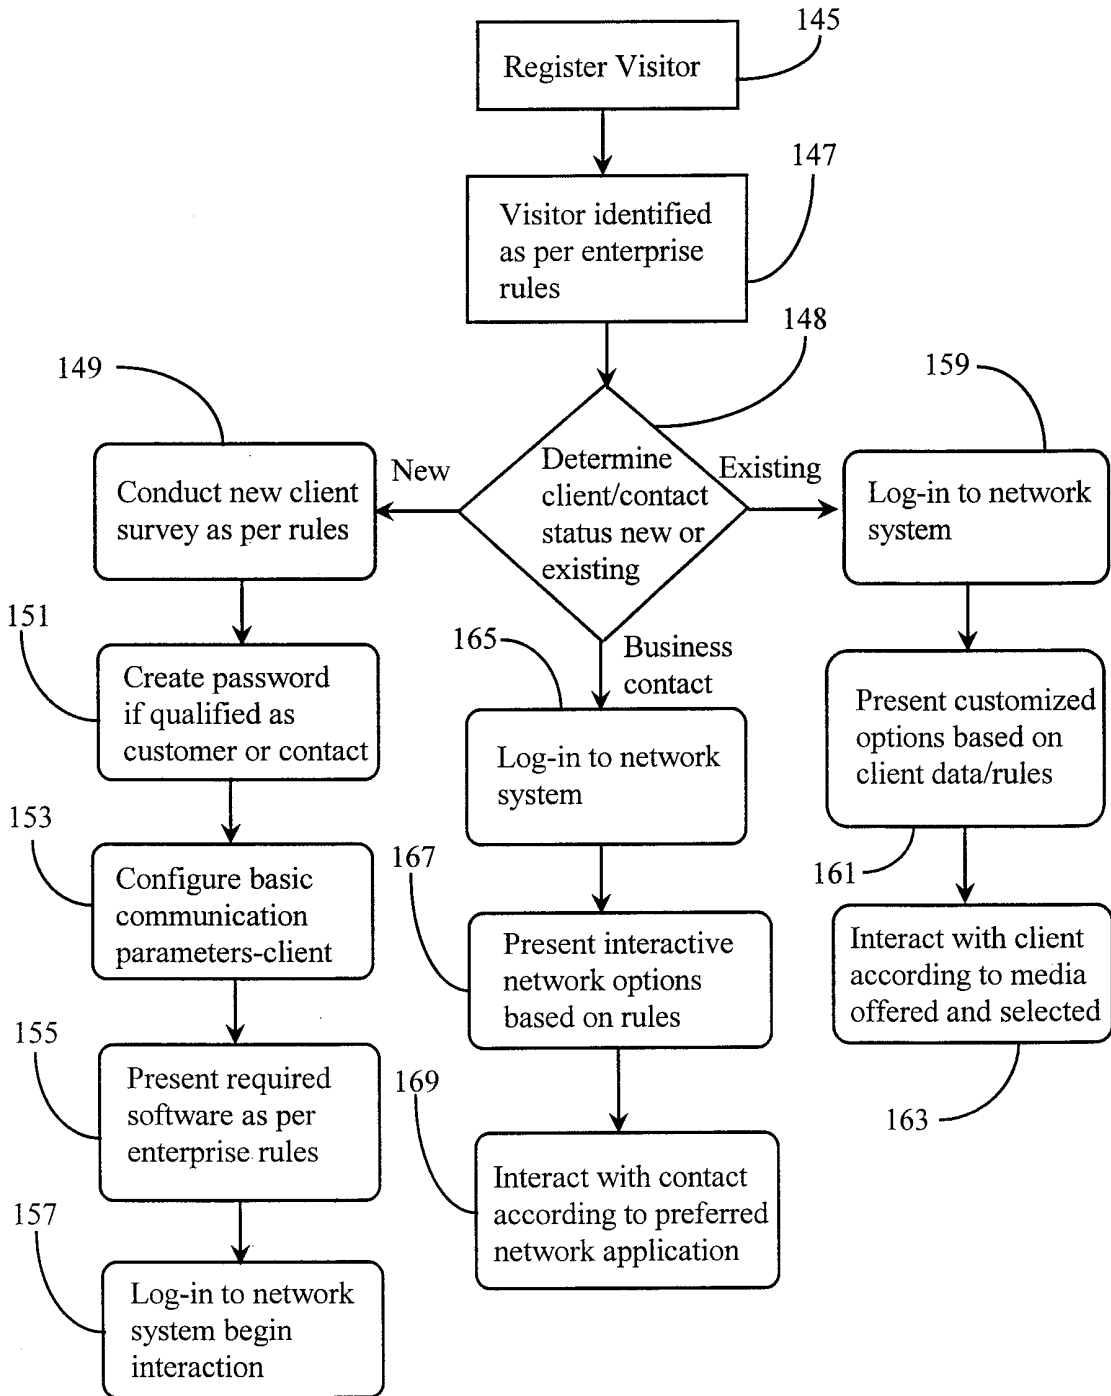 145
Register Visitor
147
Visitor identified
as per enterprise
rules
148
149
159
New
Determine
client/contact
status new or
existing
Existing
Conduct new client
survey as per rules
Log-in to network
system
151
Create password
if qualified as
customer or contact
165
Business
contact
Log-in to network
system
Present customized
options based on
client data/rules
161
153
Configure basic
communication
parameters-client
167
Present interactive
network options
based on rules
Interact with client
according to media
offered and selected
163
155
Present required
software as per
enterprise rules
169
Interact with contact
according to preferred
network application
157
Log-in to network
system begin
interaction